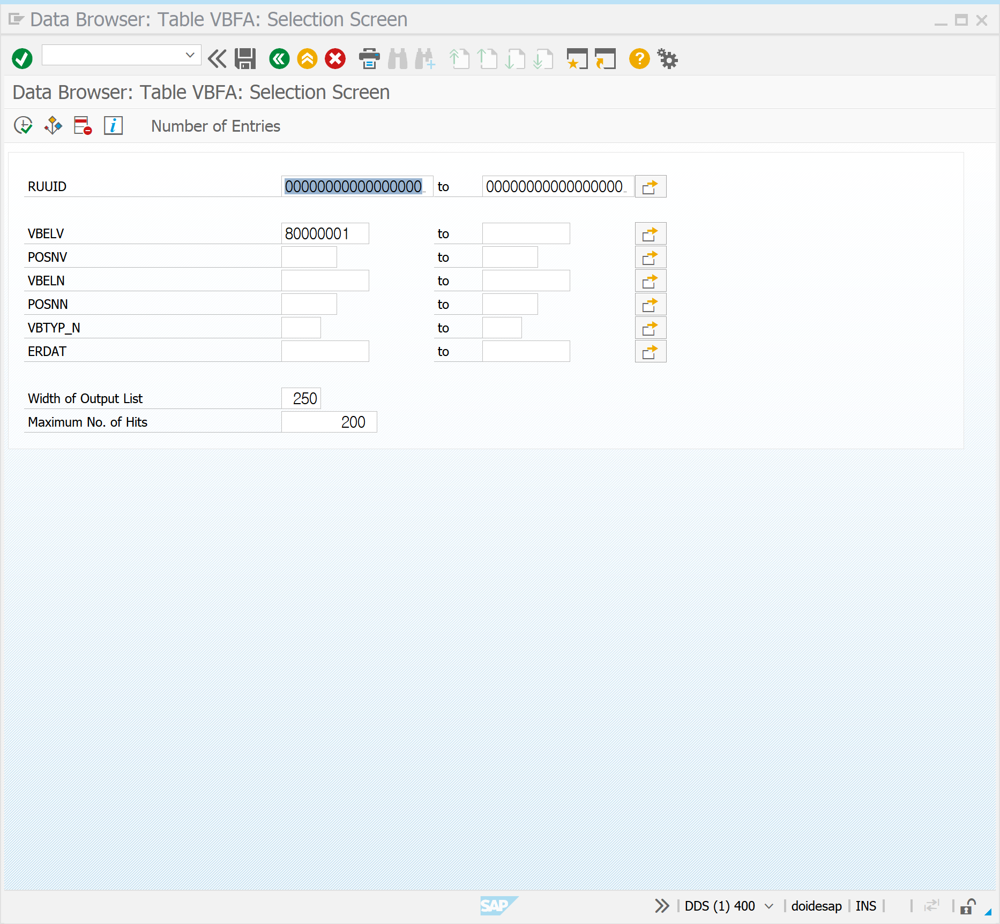 Data Browser: Table VBFA: Selection Screen
Data Browser: Table VBFA: Selection Screen
Number of Entries
RUUID 00000000000000000 to 00000000000000000
VBELV 80000001 to
POSNV to
VBELN to
POSNN to
VBTYP_N to
ERDAT to
Width of Output List 250
Maximum No. of Hits 200
SAP DDS (1) 400 doidesap INS